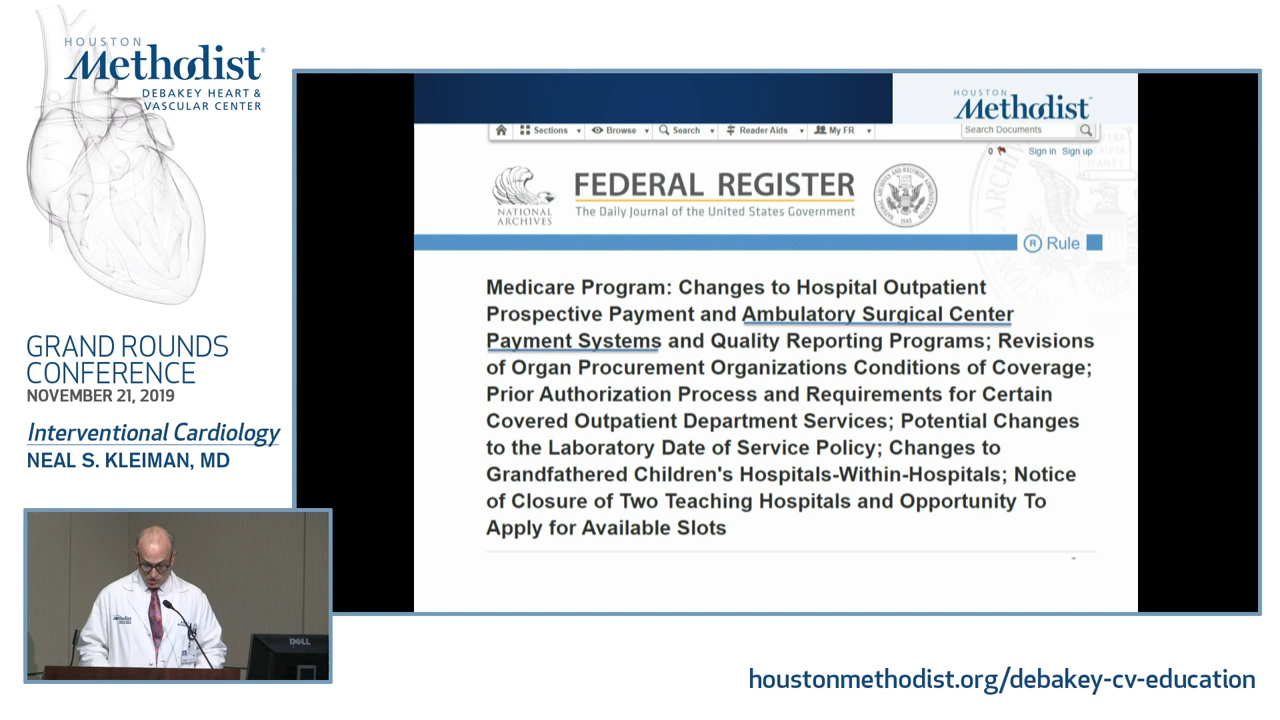 HOUSTON
Methodist
DEBAKEY HEART &
VASCULAR CENTER
GRAND ROUNDS
CONFERENCE
NOVEMBER 21, 2019
Interventional Cardiology
NEAL S. KLEIMAN, MD
HOUSTON
Methodist
Sections Browse Search Reader Aids My FR Search Documents
0 Sign in Sign up
NATIONAL
ARCHIVES
FEDERAL REGISTER
The Daily Journal of the United States Government
® Rule
Medicare Program: Changes to Hospital Outpatient
Prospective Payment and Ambulatory Surgical Center
Payment Systems and Quality Reporting Programs; Revisions
of Organ Procurement Organizations Conditions of Coverage;
Prior Authorization Process and Requirements for Certain
Covered Outpatient Department Services; Potential Changes
to the Laboratory Date of Service Policy; Changes to
Grandfathered Children's Hospitals-Within-Hospitals; Notice
of Closure of Two Teaching Hospitals and Opportunity To
Apply for Available Slots
Methodist
DELL
houstonmethodist.org/debakey-cv-education